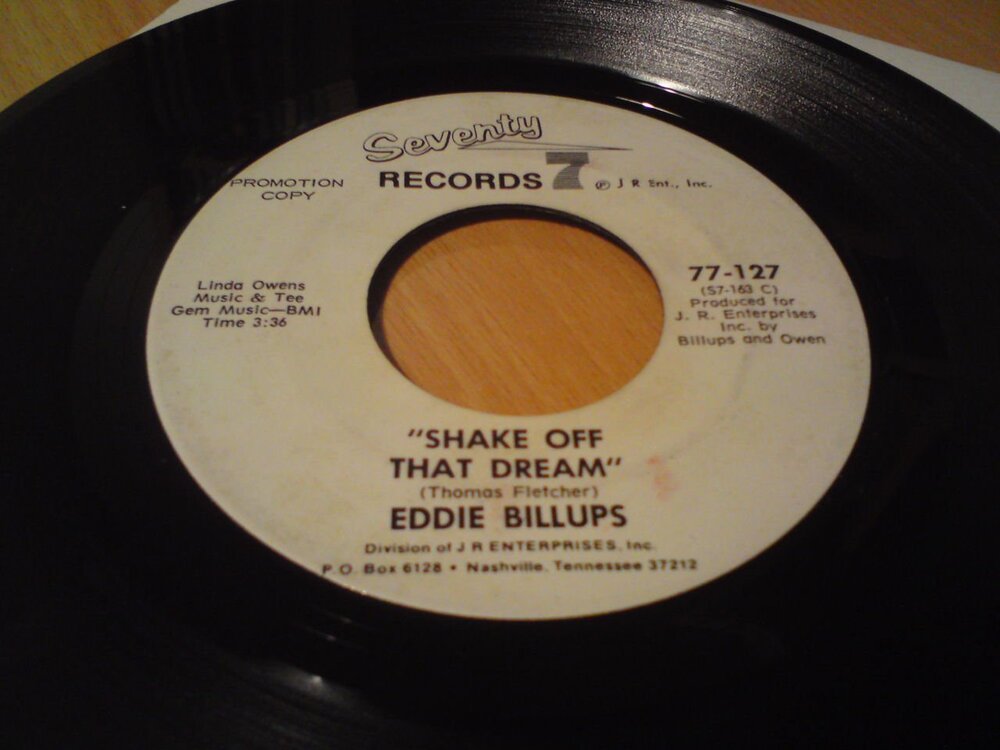 Seventy
RECORDS 7 ℗ J R Ent., Inc.
PROMOTION
COPY
Linda Owens
Music & Tee
Gem Music—BMI
Time 3:36
77-127
(S7-163 C)
Produced for
J. R. Enterprises
Inc. by
Billups and Owen
"SHAKE OFF
THAT DREAM"
(Thomas Fletcher)
EDDIE BILLUPS
Division of J R ENTERPRISES, Inc.
P.O. Box 6128 • Nashville, Tennessee 37212